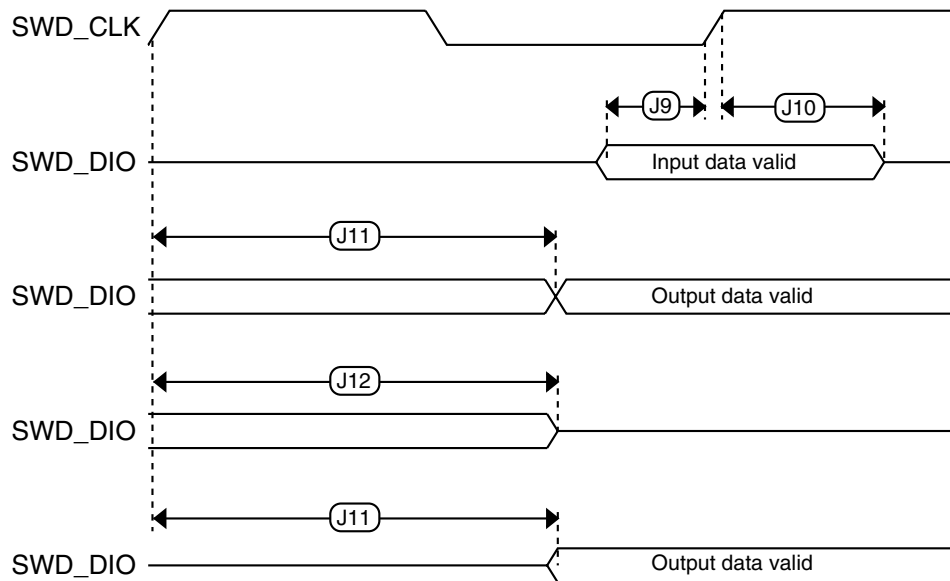 SWD_CLK
J9
J10
SWD_DIO
Input data valid
J11
SWD_DIO
Output data valid
J12
SWD_DIO
J11
SWD_DIO
Output data valid